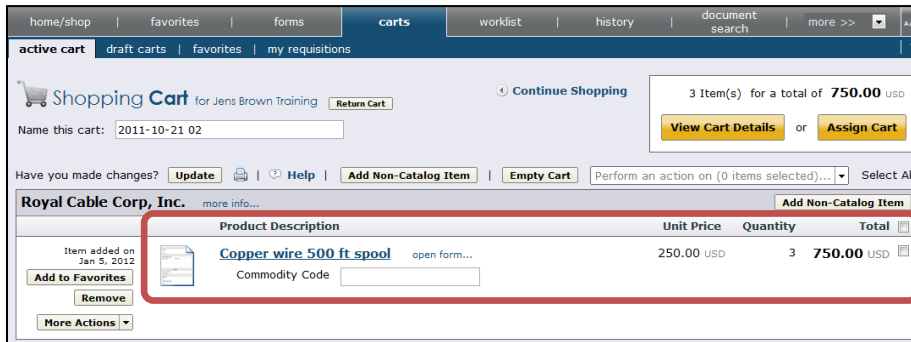 home/shop | favorites | forms | carts | worklist | history | document search | more >>
active cart | draft carts | favorites | my requisitions
Shopping Cart for Jens Brown Training Return Cart
Continue Shopping
3 Item(s) for a total of 750.00 USD
Name this cart: 2011-10-21 02
View Cart Details or Assign Cart
Have you made changes? Update | ? Help | Add Non-Catalog Item | Empty Cart Perform an action on (0 items selected)... Select Al
Royal Cable Corp, Inc. more info... Add Non-Catalog Item
Product Description Unit Price Quantity Total
Item added on
Jan 5, 2012
Copper wire 500 ft spool open form... 250.00 USD 3 750.00 USD
Commodity Code
Add to Favorites
Remove
More Actions